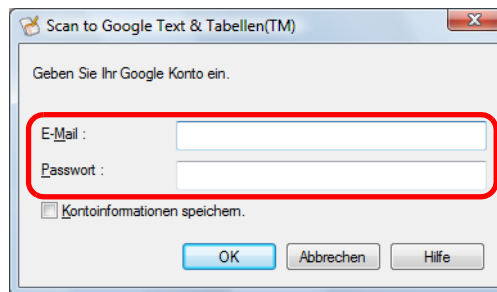 Scan to Google Text & Tabellen(TM)
Geben Sie Ihr Google Konto ein.
E-Mail :
Passwort :
Kontoinformationen speichern.
OK Abbrechen Hilfe